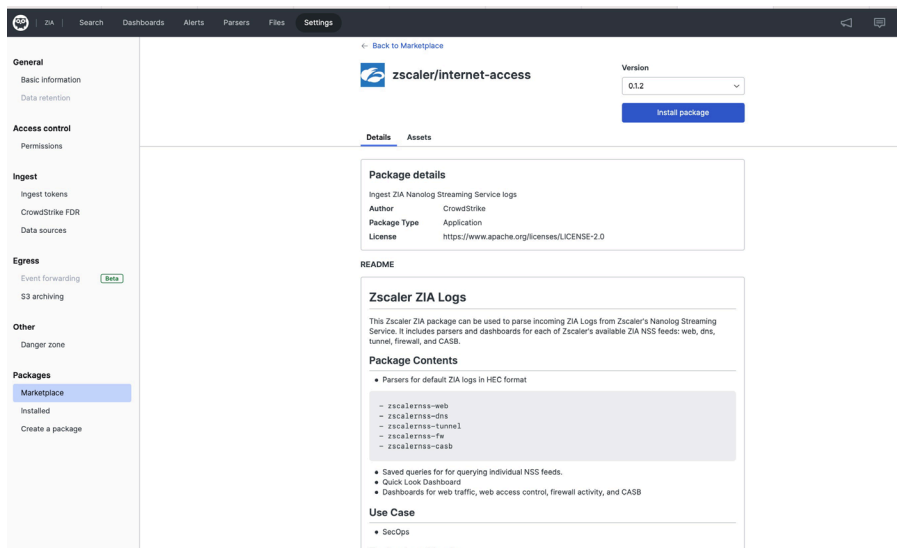 ZIA Search Dashboards Alerts Parsers Files Settings
General
Basic information
Data retention
Access control
Permissions
Ingest
Ingest tokens
CrowdStrike FDR
Data sources
Egress
Event forwarding Beta
S3 archiving
Other
Danger zone
Packages
Marketplace
Installed
Create a package
← Back to Marketplace
zscaler/internet-access
Version
0.1.2
Install package
Details Assets
Package details
Ingest ZIA Nanolog Streaming Service logs
Author CrowdStrike
Package Type Application
License https://www.apache.org/licenses/LICENSE-2.0
README
Zscaler ZIA Logs
This Zscaler ZIA package can be used to parse incoming ZIA Logs from Zscaler's Nanolog Streaming
Service. It includes parsers and dashboards for each of Zscaler's available ZIA NSS feeds: web, dns,
tunnel, firewall, and CASB.
Package Contents
• Parsers for default ZIA logs in HEC format
- zscalernss-web
- zscalernss-dns
- zscalernss-tunnel
- zscalernss-fw
- zscalernss-casb
• Saved queries for for querying individual NSS feeds.
• Quick Look Dashboard
• Dashboards for web traffic, web access control, firewall activity, and CASB
Use Case
• SecOps